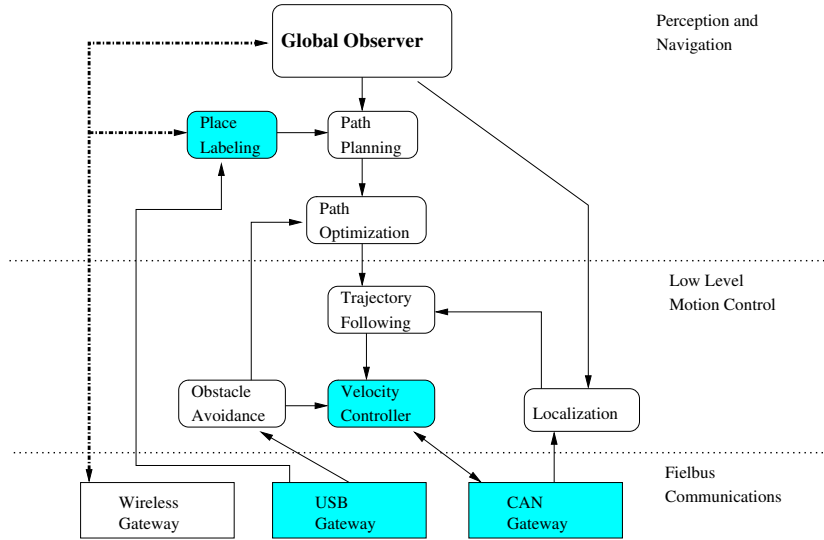 Global Observer
Perception and
Navigation
Place
Labeling
Path
Planning
Path
Optimization
Low Level
Motion Control
Trajectory
Following
Obstacle
Avoidance
Velocity
Controller
Localization
Fielbus
Communications
Wireless
Gateway
USB
Gateway
CAN
Gateway